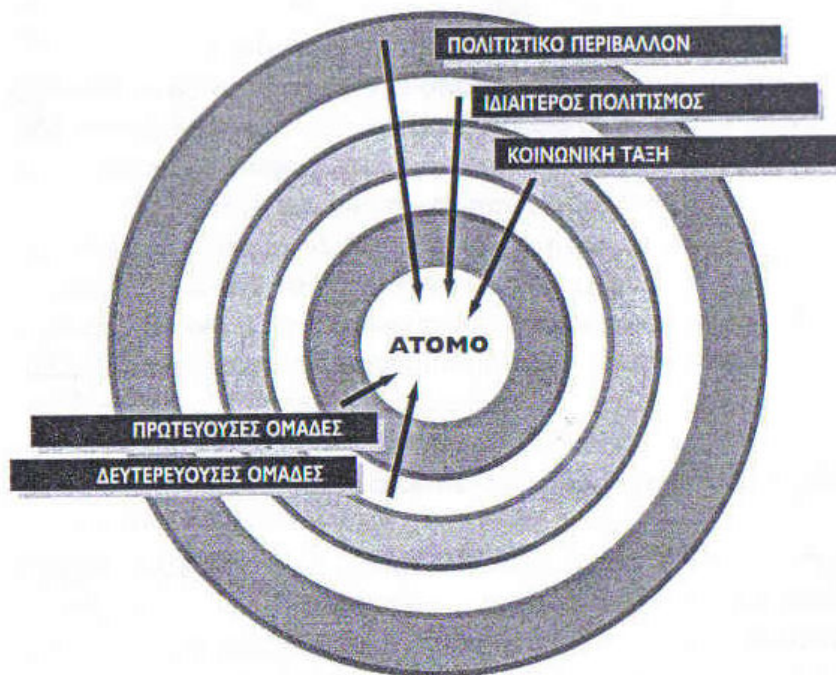 ΠΟΛΙΤΙΣΤΙΚΟ ΠΕΡΙΒΑΛΛΟΝ
ΙΔΙΑΙΤΕΡΟΣ ΠΟΛΙΤΙΣΜΟΣ
ΚΟΙΝΩΝΙΚΗ ΤΑΞΗ
ΑΤΟΜΟ
ΠΡΩΤΕΥΟΥΣΕΣ ΟΜΑΔΕΣ
ΔΕΥΤΕΡΕΥΟΥΣΕΣ ΟΜΑΔΕΣ